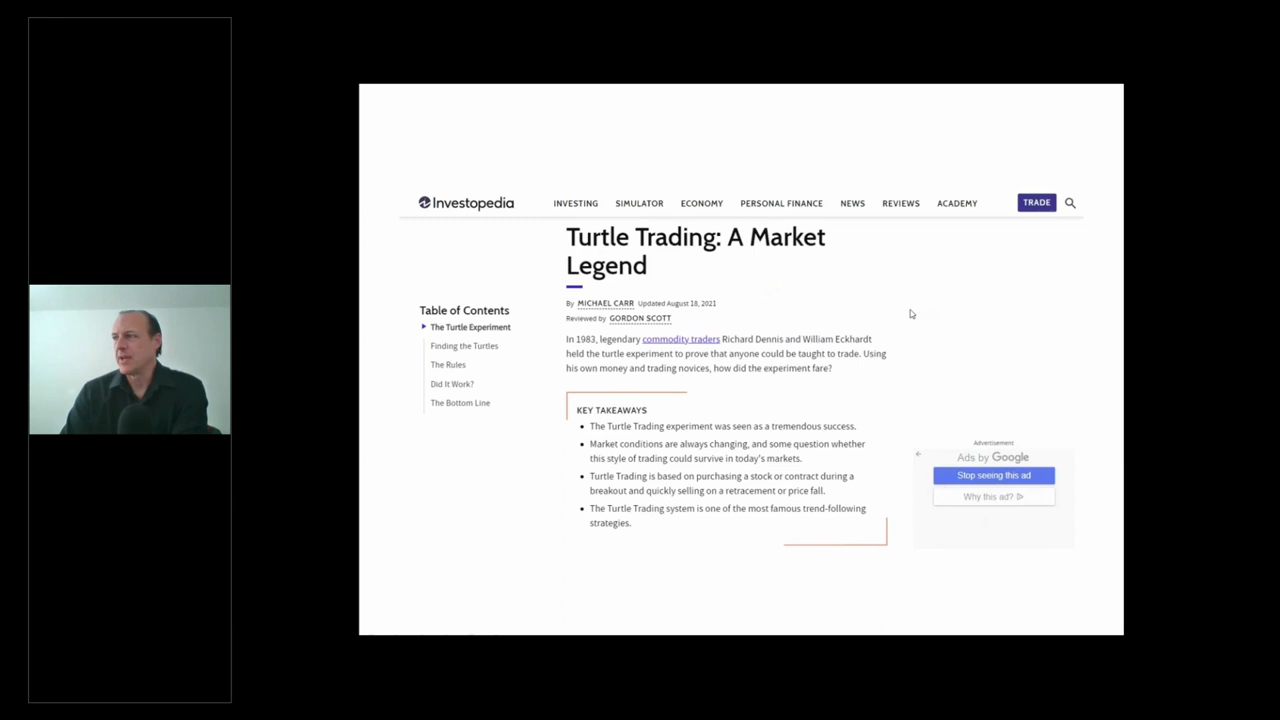 Investopedia
INVESTING SIMULATOR ECONOMY PERSONAL FINANCE NEWS REVIEWS ACADEMY TRADE
Turtle Trading: A Market
Legend
By MICHAEL CARR Updated August 18, 2021
Reviewed by GORDON SCOTT
Table of Contents
The Turtle Experiment
Finding the Turtles
The Rules
Did It Work?
The Bottom Line
In 1983, legendary commodity traders Richard Dennis and William Eckhardt
held the turtle experiment to prove that anyone could be taught to trade. Using
his own money and trading novices, how did the experiment fare?
KEY TAKEAWAYS
The Turtle Trading experiment was seen as a tremendous success.
Market conditions are always changing, and some question whether
this style of trading could survive in today's markets.
Turtle Trading is based on purchasing a stock or contract during a
breakout and quickly selling on a retracement or price fall.
The Turtle Trading system is one of the most famous trend-following
strategies.
Advertisement
Ads by Google
Stop seeing this ad
Why this ad?